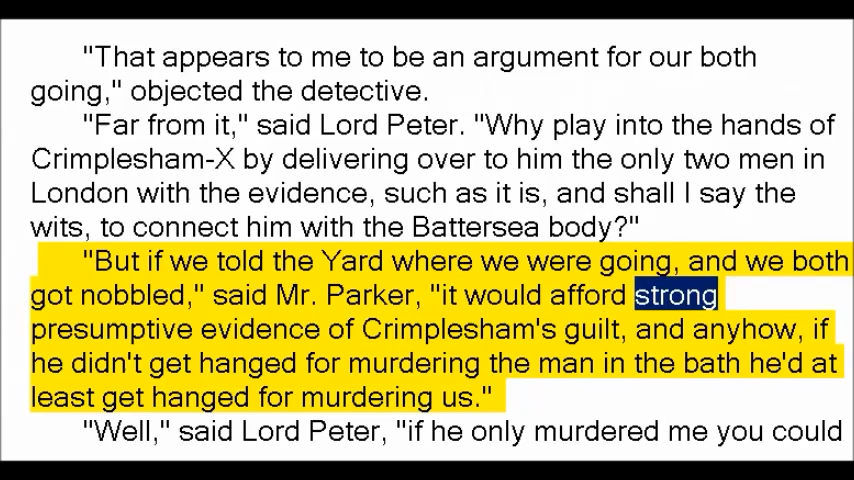 "That appears to me to be an argument for our both
going," objected the detective.
"Far from it," said Lord Peter. "Why play into the hands of
Crimplesham-X by delivering over to him the only two men in
London with the evidence, such as it is, and shall I say the
wits, to connect him with the Battersea body?"
"But if we told the Yard where we were going, and we both
got nobbled," said Mr. Parker, "it would afford strong
presumptive evidence of Crimplesham's guilt, and anyhow, if
he didn't get hanged for murdering the man in the bath he'd at
least get hanged for murdering us."
"Well," said Lord Peter, "if he only murdered me you could